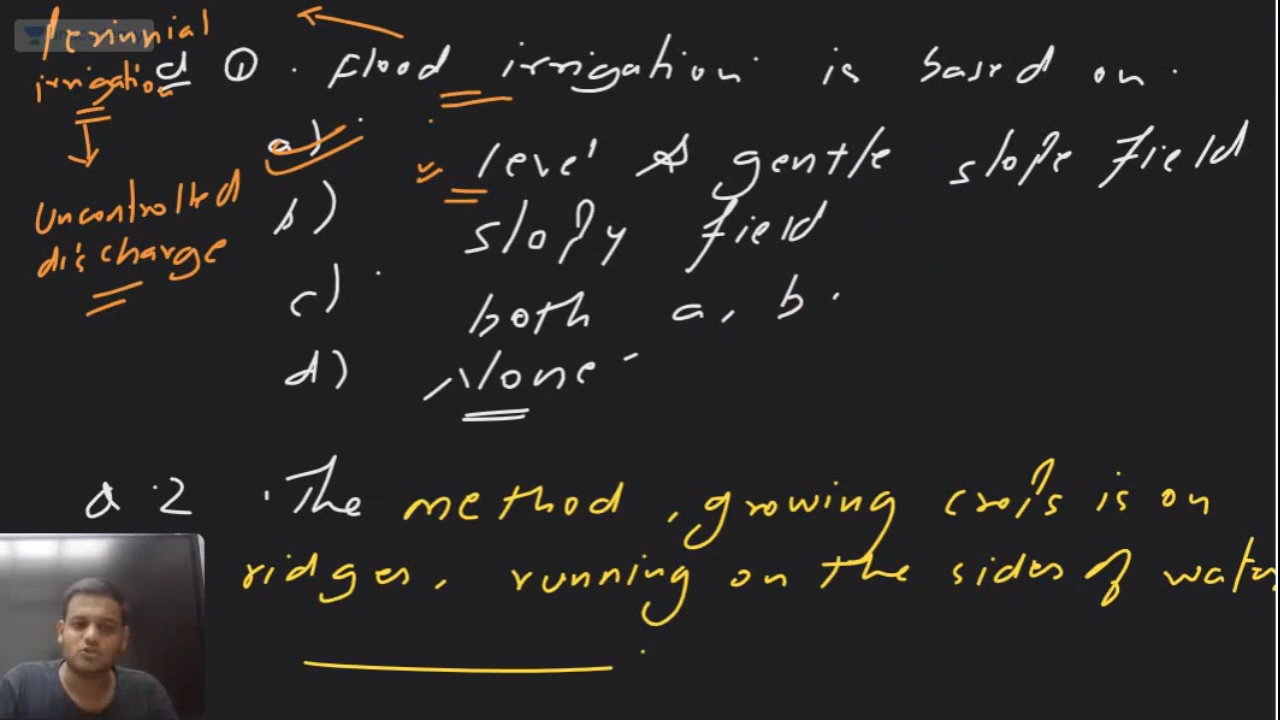 Perinnial
irrigation
uncontrolled
discharge
Q ① . Flood irrigation is based on.
a) level & gentle slope field
b) slopy field
c) both a, b.
d) None
Q.2 The method, growing crops is on
ridges, running on the sides of water